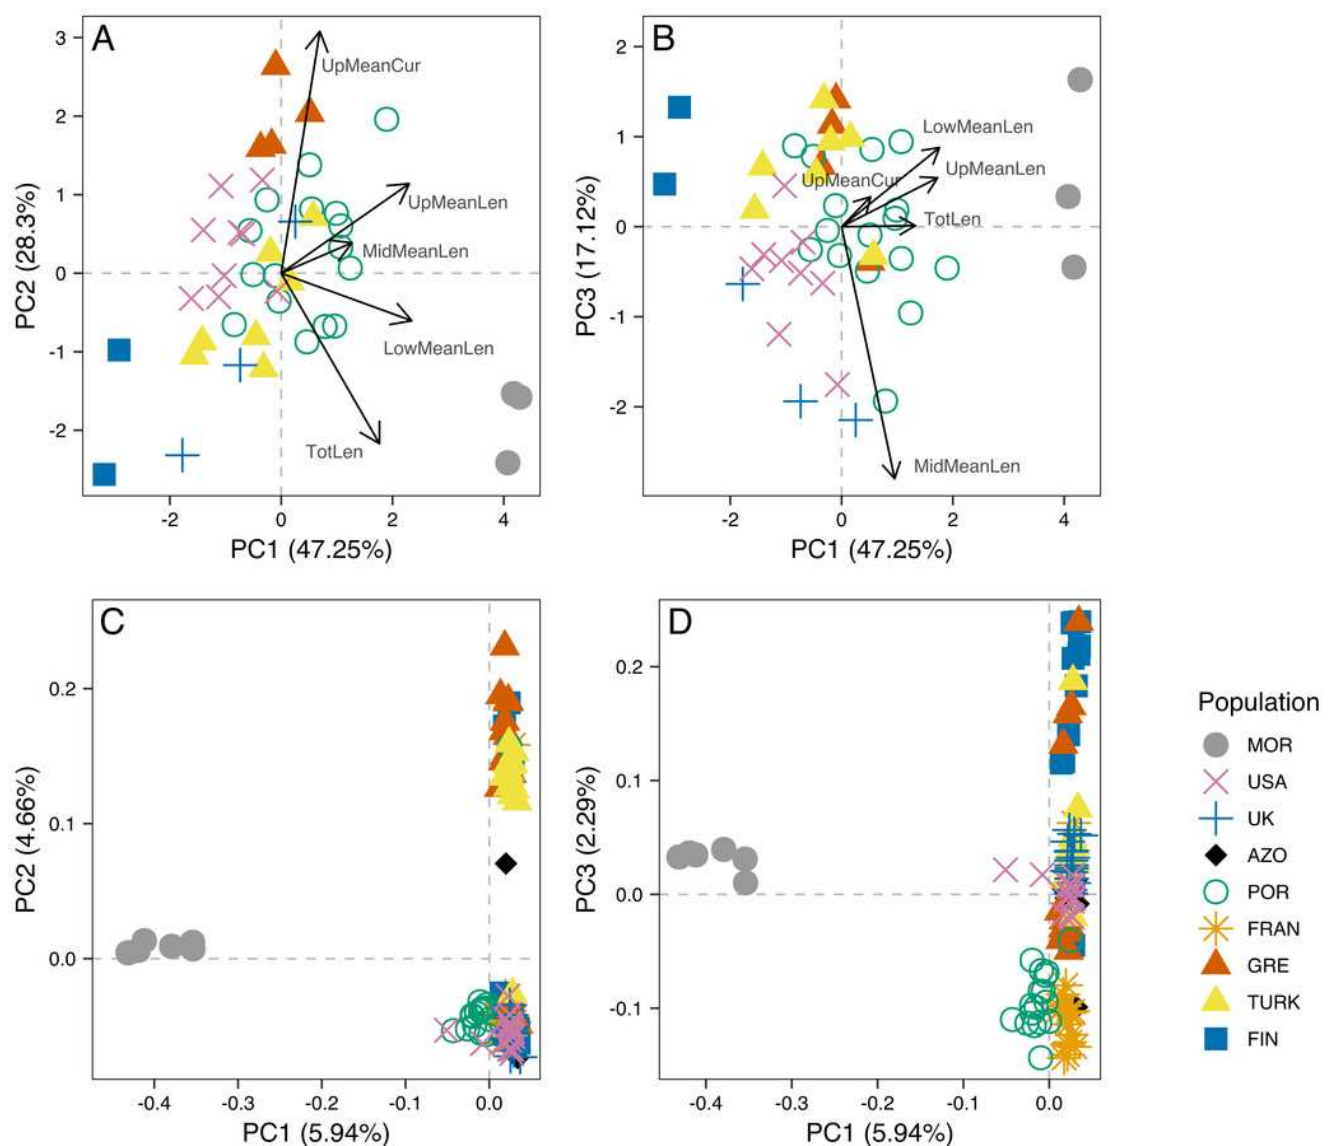 A
3
2
1
0
-1
-2
PC2 (28.3%)
UpMeanCur
UpMeanLen
MidMeanLen
LowMeanLen
TotLen
-2 0 2 4
PC1 (47.25%)
B
2
1
0
-1
-2
PC3 (17.12%)
LowMeanLen
UpMeanLen
UpMeanCur
TotLen
MidMeanLen
-2 0 2 4
PC1 (47.25%)
C
0.2
0.1
0.0
PC2 (4.66%)
-0.4 -0.3 -0.2 -0.1 0.0
PC1 (5.94%)
D
0.2
0.1
0.0
-0.1
PC3 (2.29%)
-0.4 -0.3 -0.2 -0.1 0.0
PC1 (5.94%)
Population
MOR
USA
UK
AZO
POR
FRAN
GRE
TURK
FIN